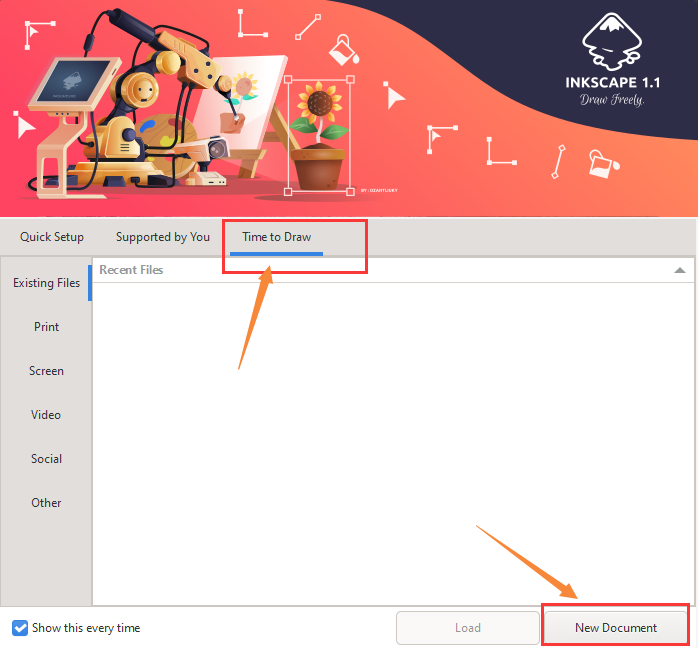 INKSCAPE 1.1
Draw Freely.
BY: DZANTLISKY
Quick Setup
Supported by You
Time to Draw
Existing Files
Recent Files
Print
Screen
Video
Social
Other
Show this every time
Load
New Document